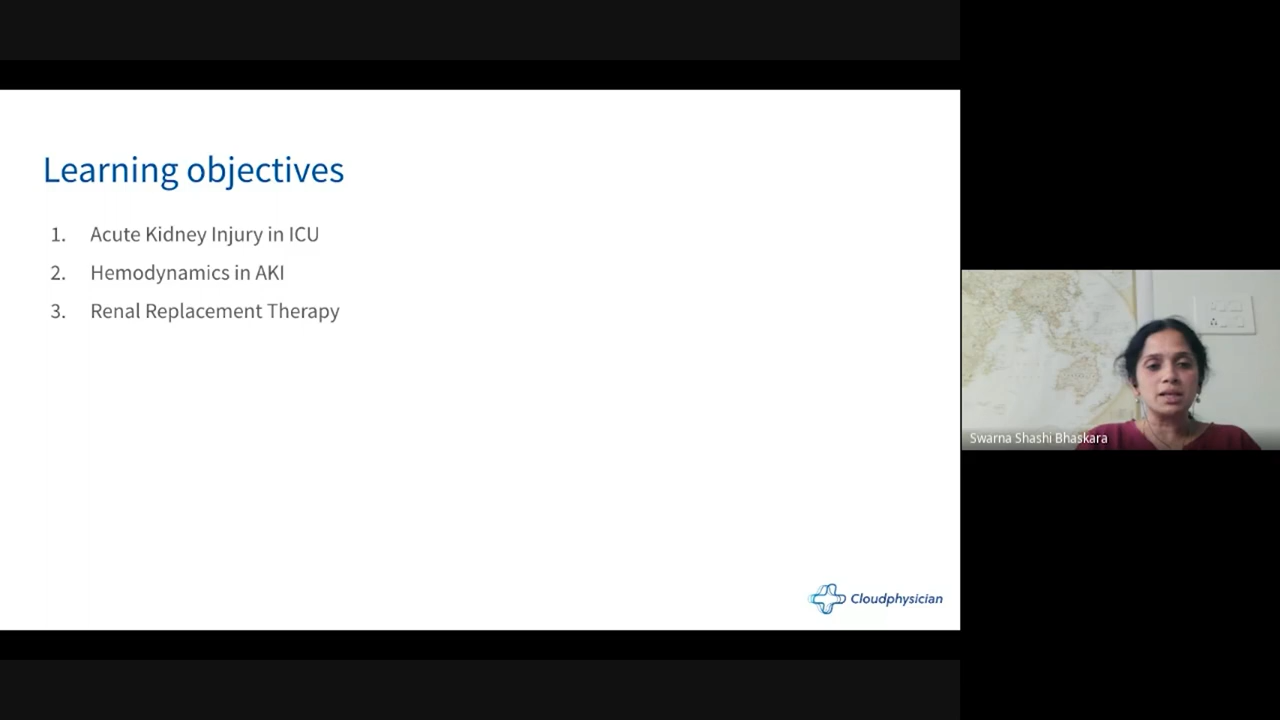 Learning objectives
1. Acute Kidney Injury in ICU
2. Hemodynamics in AKI
3. Renal Replacement Therapy
Swarna Shashi Bhaskara
Cloudphysician